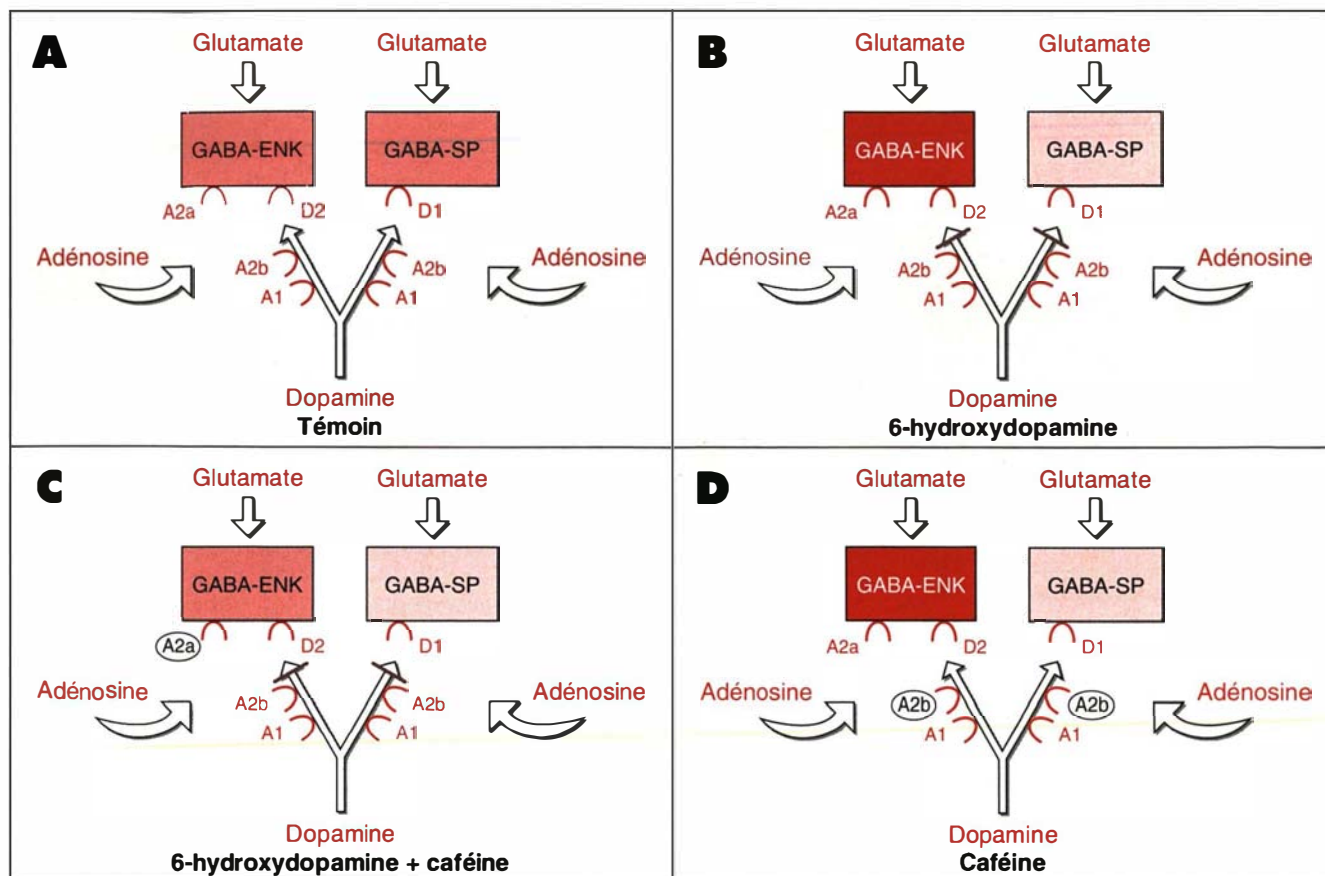 A
Glutamate Glutamate
GABA-ENK GABA-SP
A2a D2 D1
Adénosine A2b A2b Adénosine
A1 A1
Dopamine
Témoin
B
Glutamate Glutamate
GABA-ENK GABA-SP
A2a D2 D1
Adénosine A2b A2b Adénosine
A1 A1
Dopamine
6-hydroxydopamine
C
Glutamate Glutamate
GABA-ENK GABA-SP
A2a D2 D1
Adénosine A2b A2b Adénosine
A1 A1
Dopamine
6-hydroxydopamine + caféine
D
Glutamate Glutamate
GABA-ENK GABA-SP
A2a D2 D1
Adénosine A2b A2b Adénosine
A1 A1
Dopamine
Caféine